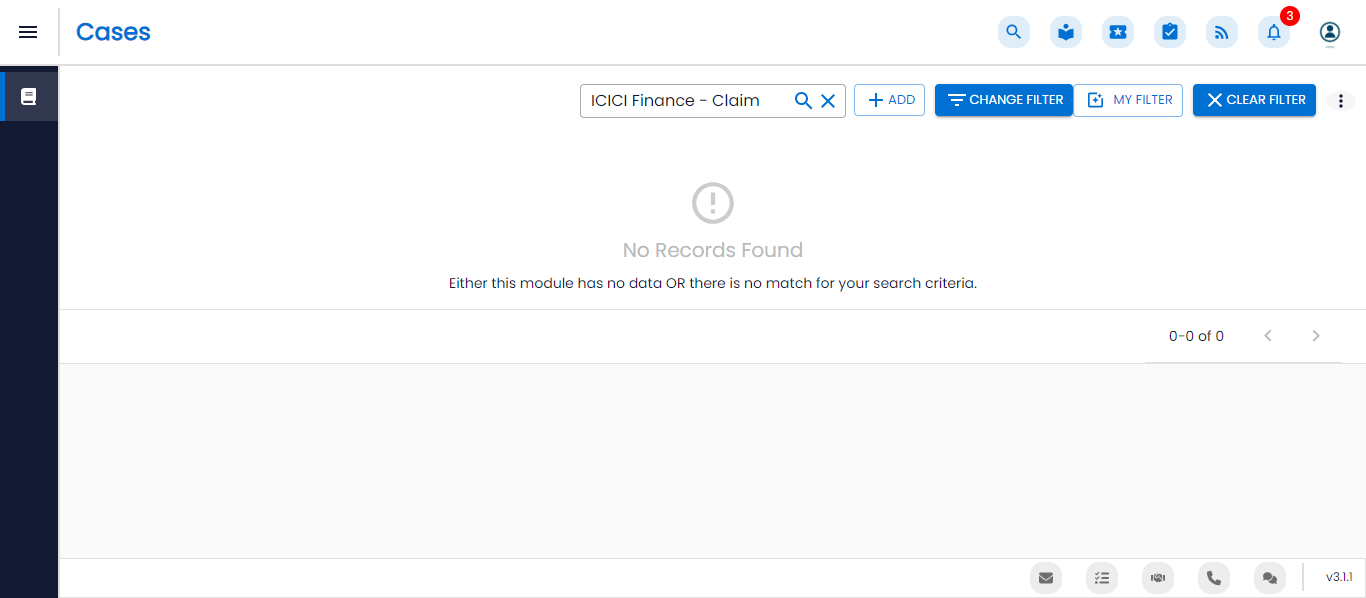 Cases
3
ICICI Finance - Claim
ADD
CHANGE FILTER
MY FILTER
CLEAR FILTER
No Records Found
Either this module has no data OR there is no match for your search criteria.
0-0 of 0
v3.1.1